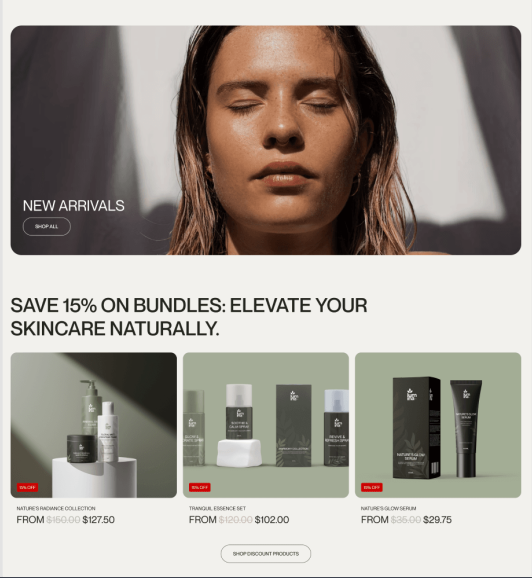 NEW ARRIVALS
SHOP ALL
SAVE 15% ON BUNDLES: ELEVATE YOUR
SKINCARE NATURALLY.
15% OFF
15% OFF
15% OFF
NATURE'S RADIANCE COLLECTION
TRANQUIL ESSENCE SET
NATURE'S GLOW SERUM
FROM $150.00 $127.50
FROM $120.00 $102.00
FROM $35.00 $29.75
SHOP DISCOUNT PRODUCTS